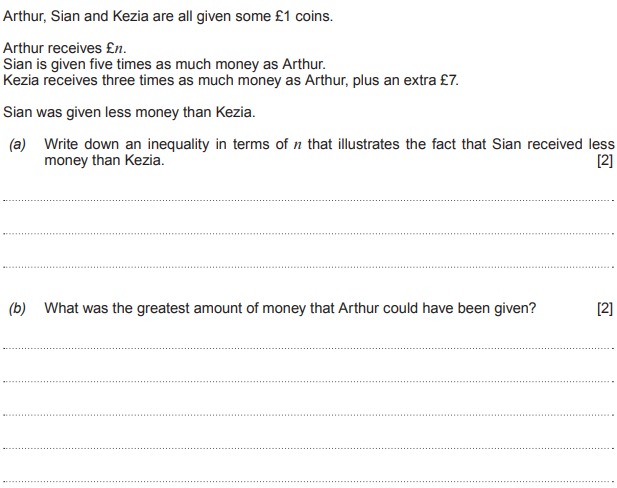 Arthur, Sian and Kezia are all given some £1 coins.
Arthur receives £n.
Sian is given five times as much money as Arthur.
Kezia receives three times as much money as Arthur, plus an extra £7.
Sian was given less money than Kezia.
(a) Write down an inequality in terms of n that illustrates the fact that Sian received less
money than Kezia. [2]
(b) What was the greatest amount of money that Arthur could have been given? [2]